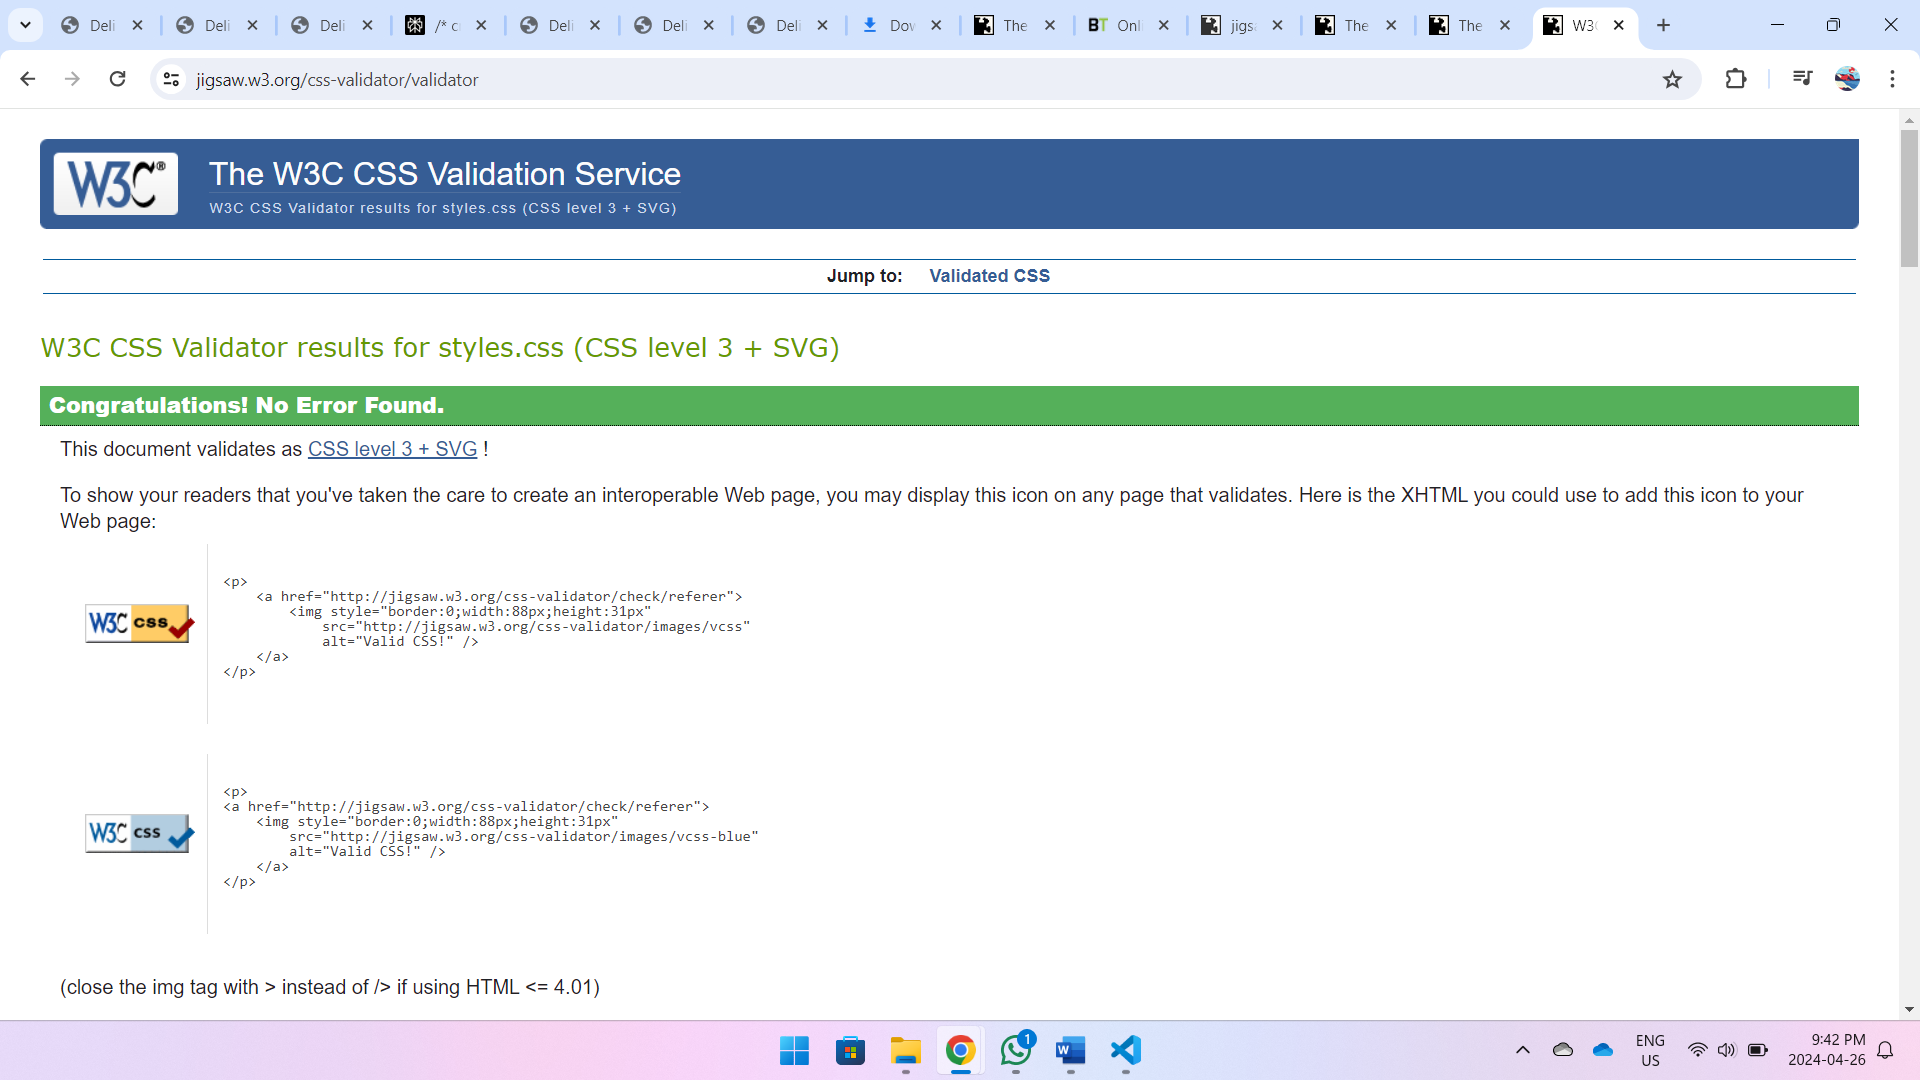 Deli
Deli
Deli
/* c
Deli
Deli
Deli
Dow
The
BT Onli
jigs
The
The
W3
jigsaw.w3.org/css-validator/validator
W3C®
The W3C CSS Validation Service
W3C CSS Validator results for styles.css (CSS level 3 + SVG)
Jump to: Validated CSS
W3C CSS Validator results for styles.css (CSS level 3 + SVG)
Congratulations! No Error Found.
This document validates as CSS level 3 + SVG !
To show your readers that you've taken the care to create an interoperable Web page, you may display this icon on any page that validates. Here is the XHTML you could use to add this icon to your
Web page:
W3C css
<p>
<a href="http://jigsaw.w3.org/css-validator/check/referer">
<img style="border:0;width:88px;height:31px"
src="http://jigsaw.w3.org/css-validator/images/vcss"
alt="Valid CSS!" />
</a>
</p>
W3C css
<p>
<a href="http://jigsaw.w3.org/css-validator/check/referer">
<img style="border:0;width:88px;height:31px"
src="http://jigsaw.w3.org/css-validator/images/vcss-blue"
alt="Valid CSS!" />
</a>
</p>
(close the img tag with > instead of /> if using HTML <= 4.01)
1
W
ENG
US
9:42 PM
2024-04-26